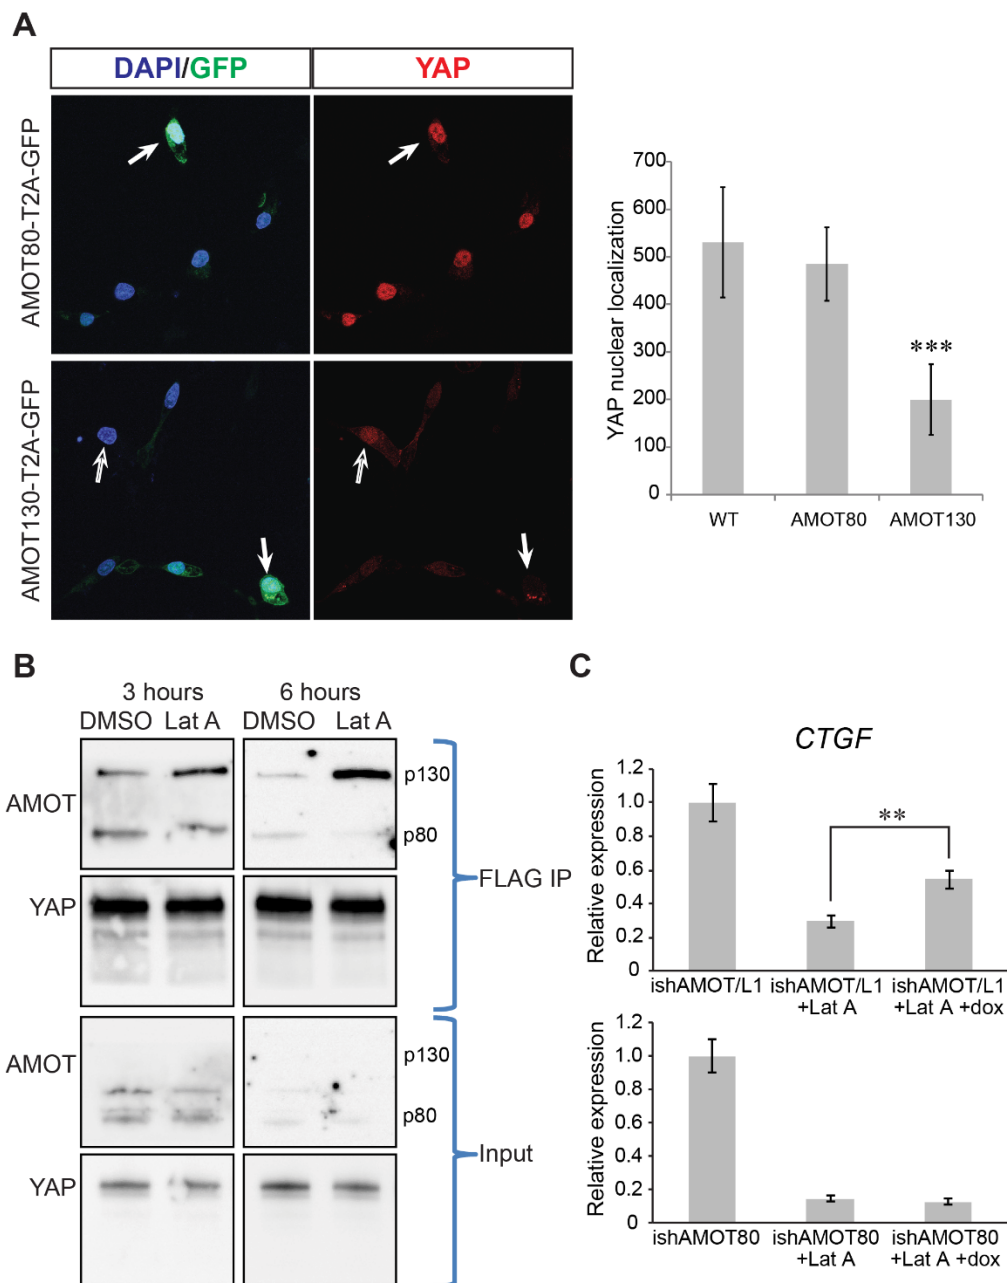 A
DAPI/GFP
YAP
AMOT80-T2A-GFP
AMOT130-T2A-GFP
YAP nuclear localization
700
600
500
400
300
200
100
0
***
WT
AMOT80
AMOT130
B
3 hours
6 hours
DMSO
Lat A
DMSO
Lat A
AMOT
p130
p80
YAP
FLAG IP
AMOT
p130
p80
YAP
Input
C
CTGF
Relative expression
1.2
1.0
0.8
0.6
0.4
0.2
0
**
ishAMOT/L1
ishAMOT/L1
+Lat A
ishAMOT/L1
+Lat A +dox
Relative expression
1.2
1.0
0.8
0.6
0.4
0.2
0
ishAMOT80
ishAMOT80
+Lat A
ishAMOT80
+Lat A +dox